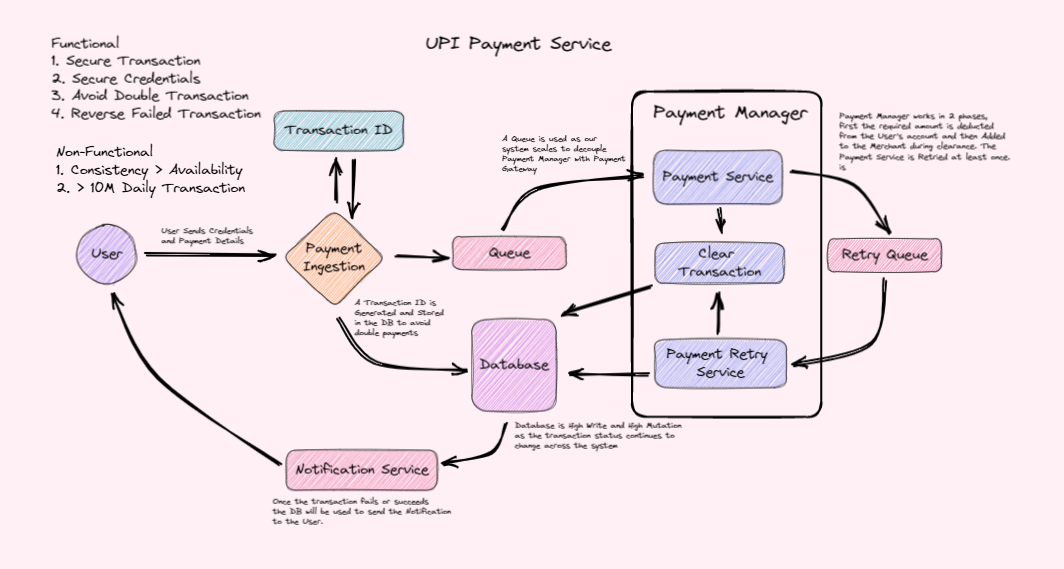 UPI Payment Service
Functional
1. Secure Transaction
2. Secure Credentials
3. Avoid Double Transaction
4. Reverse Failed Transaction
Non-Functional
1. Consistency > Availability
2. > 10M Daily Transaction
Transaction ID
A Queue is used as our
system scales to decouple
Payment Manager with Payment
Gateway
Payment Manager
Payment Manager works in 2 phases,
first the required amount is deducted
from the User's account and then Added
to the Merchant during clearance. The
Payment Service is Retried at least once.
is
Payment Service
User
User Sends Credentials
and Payment Details
Payment
Ingestion
Queue
Clear
Transaction
Retry Queue
A Transaction ID is
Generated and Stored
in the DB to avoid
double payments
Database
Payment Retry
Service
Database is High Write and High Mutation
as the transaction status continues to
change across the system
Notification Service
Once the transaction fails or succeeds
the DB will be used to send the Notification
to the User.